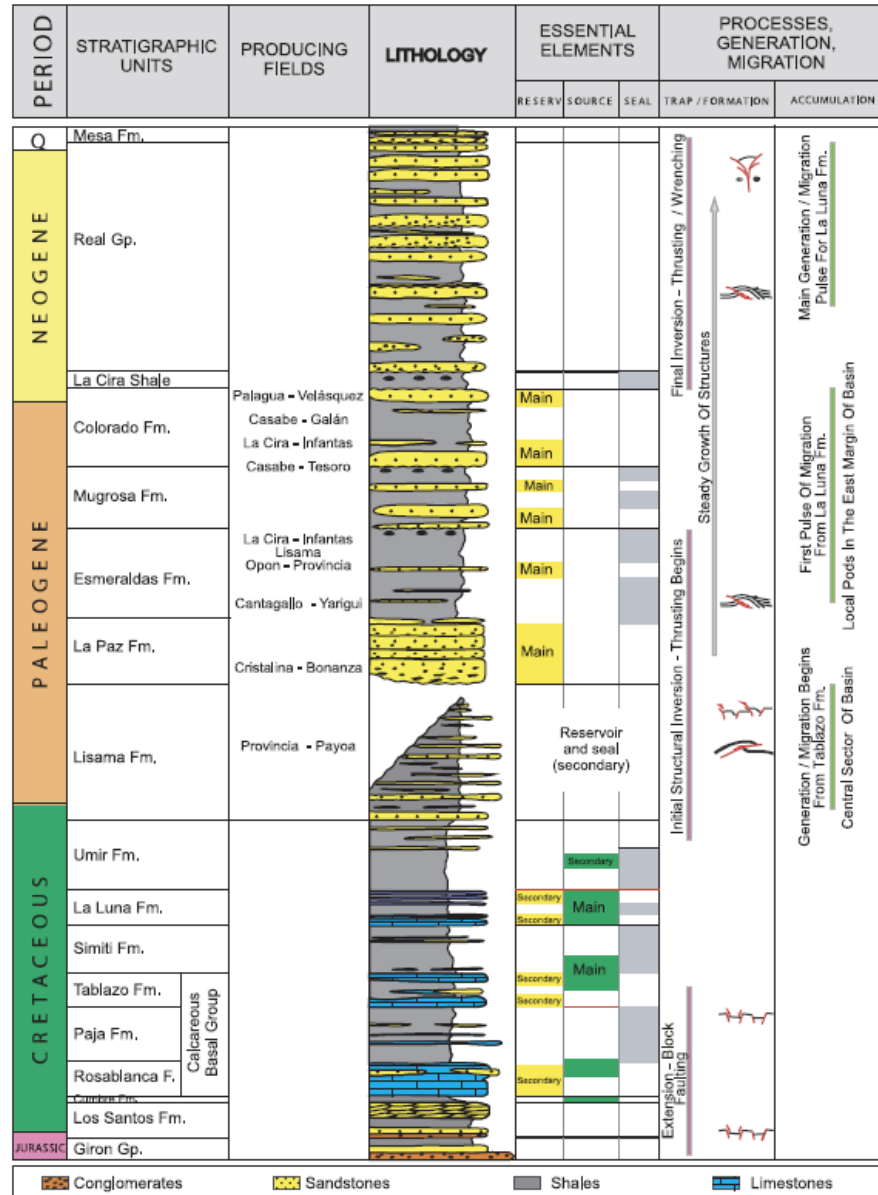 PERIOD
STRATIGRAPHIC
UNITS
PRODUCING
FIELDS
LITHOLOGY
ESSENTIAL
ELEMENTS
PROCESSES,
GENERATION,
MIGRATION
RESERV
SOURCE
SEAL
TRAP / FORMATION
ACCUMULATION
Q
NEOGENE
PALEOGENE
CRETACEOUS
JURASSIC
Mesa Fm.
Real Gp.
La Cira Shale
Colorado Fm.
Mugrosa Fm.
Esmeraldas Fm.
La Paz Fm.
Lisama Fm.
Umir Fm.
La Luna Fm.
Simiti Fm.
Tablazo Fm.
Paja Fm.
Rosablanca F.
Cumbre Fm.
Los Santos Fm.
Giron Gp.
Calcareous
Basal Group
Palagua - Velásquez
Casabe - Galán
La Cira - Infantas
Casabe - Tesoro
La Cira - Infantas
Lisama
Opon - Provincia
Cantagallo - Yarigui
Cristalina - Bonanza
Provincia - Payoa
Main
Main
Main
Main
Main
Main
Reservoir
and seal
(secondary)
Secondary
Secondary
Main
Secondary
Main
Secondary
Secondary
Secondary
Final Inversion - Thrusting / Wrenching
Initial Structural Inversion - Thrusting Begins
Extension - Block
Faulting
Steady Growth Of Structures
Main Generation / Migration
Pulse For La Luna Fm.
First Pulse Of Migration
From La Luna Fm.
Local Pods In The East Margin Of Basin
Generation / Migration Begins
From Tablazo Fm.
Central Sector Of Basin
Conglomerates
Sandstones
Shales
Limestones